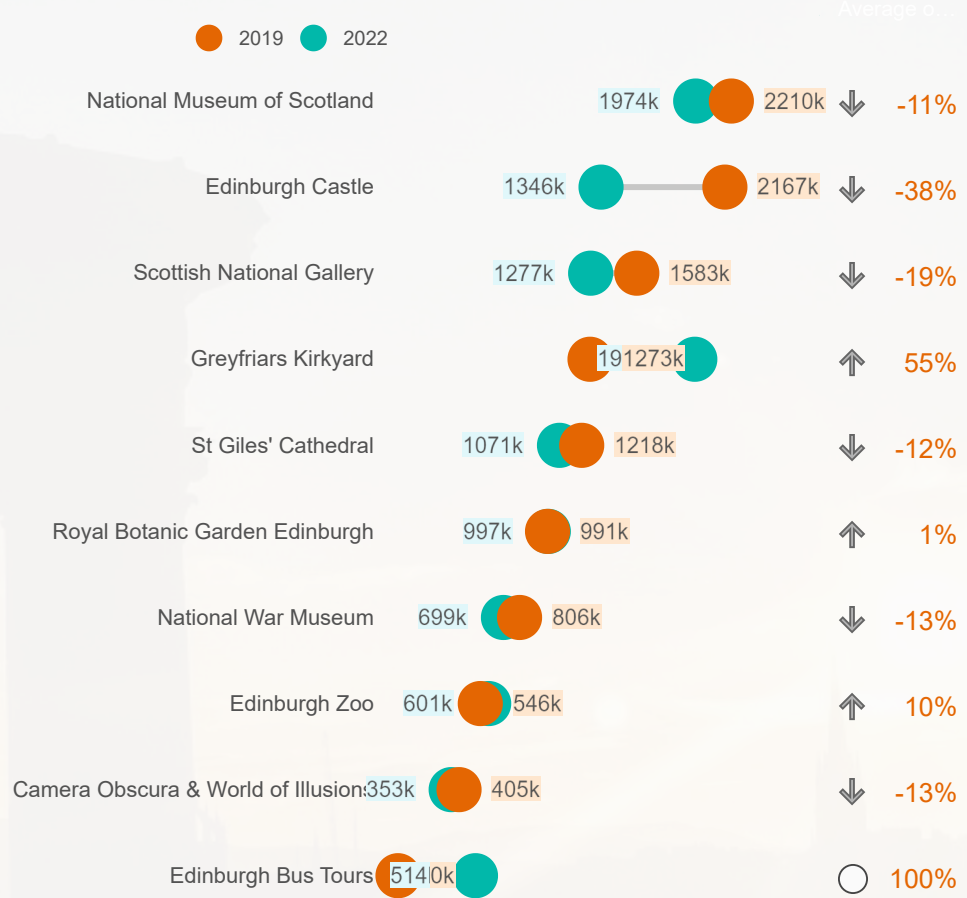 Average o...
2019 2022
National Museum of Scotland 1974k 2210k -11%
Edinburgh Castle 1346k 2167k -38%
Scottish National Gallery 1277k 1583k -19%
Greyfriars Kirkyard 191273k 55%
St Giles' Cathedral 1071k 1218k -12%
Royal Botanic Garden Edinburgh 997k 991k 1%
National War Museum 699k 806k -13%
Edinburgh Zoo 601k 546k 10%
Camera Obscura & World of Illusions 353k 405k -13%
Edinburgh Bus Tours 514 0k 100%